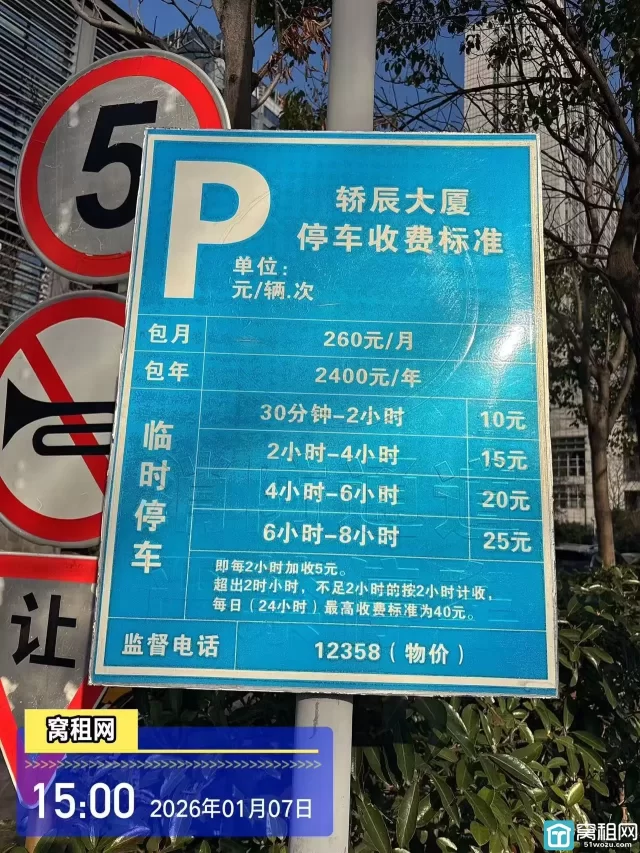 5
P
轿辰大厦
停车收费标准
单位：
元/辆.次
包月 260元/月
包年 2400元/年
临时停车
30分钟-2小时 10元
2小时-4小时 15元
4小时-6小时 20元
6小时-8小时 25元
即每2小时加收5元。
超出2时小时，不足2小时的按2小时计收，
每日（24小时）最高收费标准为40元。
监督电话 12358（物价）
让
窝租网
15:00 2026年01月07日
窝租网
51wozu.com